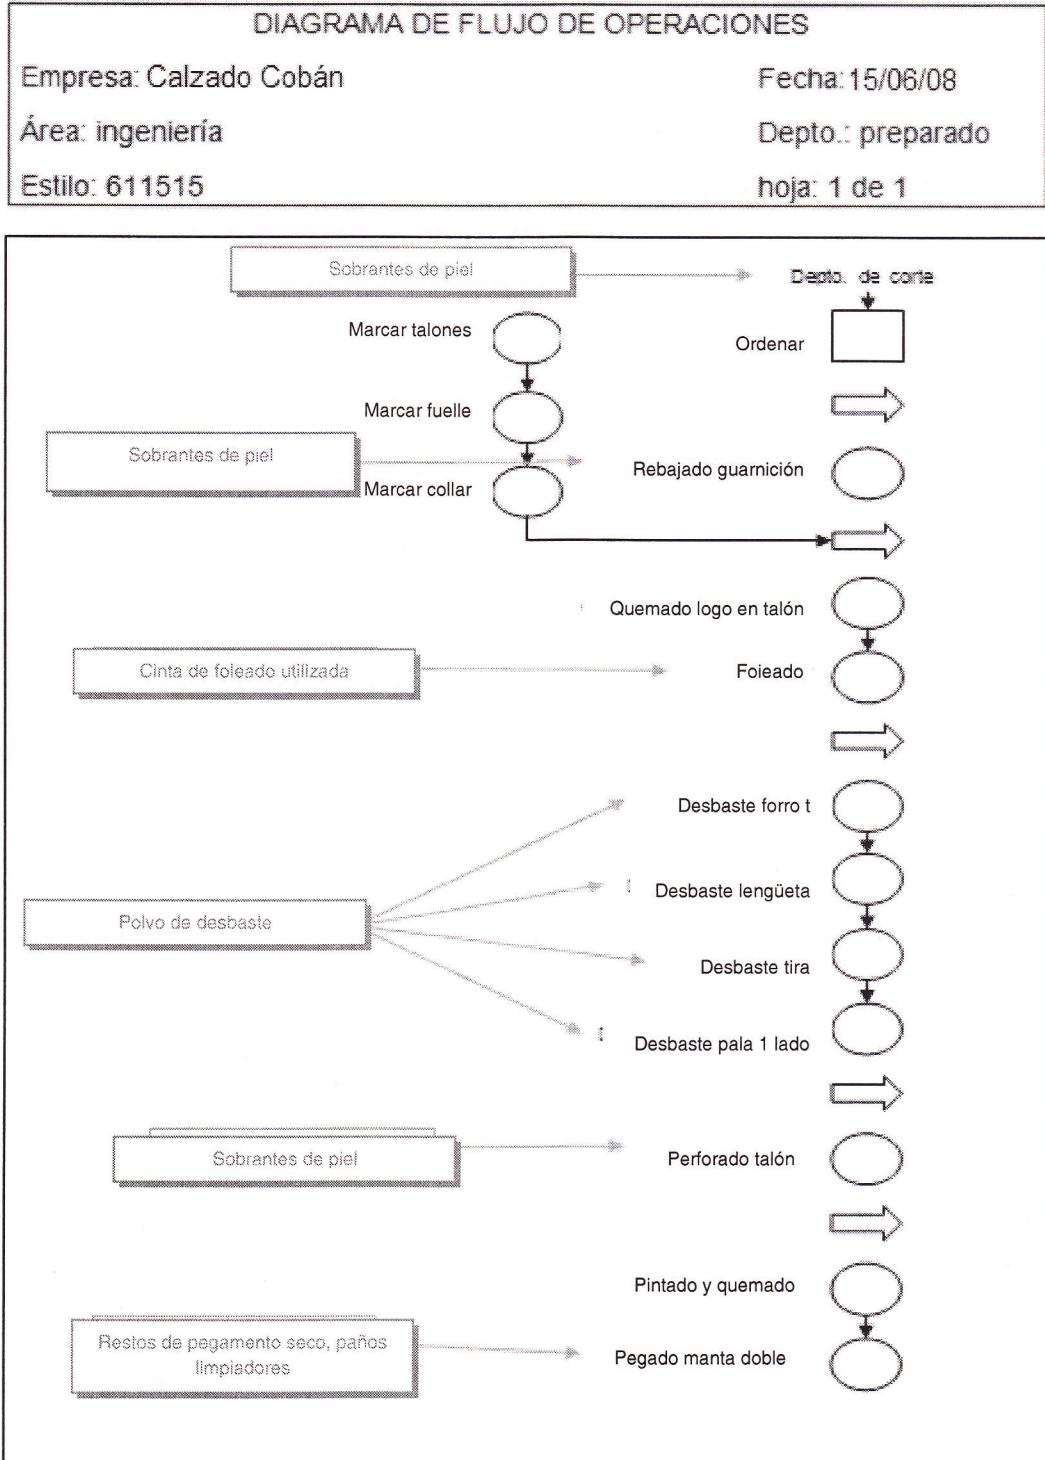 DIAGRAMA DE FLUJO DE OPERACIONES
Empresa: Calzado Cobán
Fecha: 15/06/08
Área: ingeniería
Depto.: preparado
Estilo: 611515
hoja: 1 de 1
Sobrantes de piel
Depto. de corte
Marcar talones
Ordenar
Marcar fuelle
Sobrantes de piel
Rebajado guarnición
Marcar collar
Quemado logo en talón
Cinta de foleado utilizada
Foieado
Desbaste forro t
Desbaste lengüeta
Polvo de desbaste
Desbaste tira
Desbaste pala 1 lado
Sobrantes de piel
Perforado talón
Pintado y quemado
Restos de pegamento seco, paños
limpiadores
Pegado manta doble